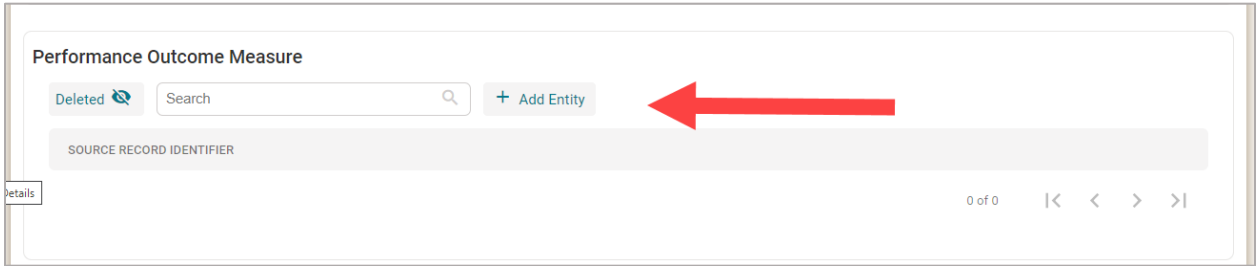 Performance Outcome Measure
Deleted Search + Add Entity
SOURCE RECORD IDENTIFIER
Details
0 of 0